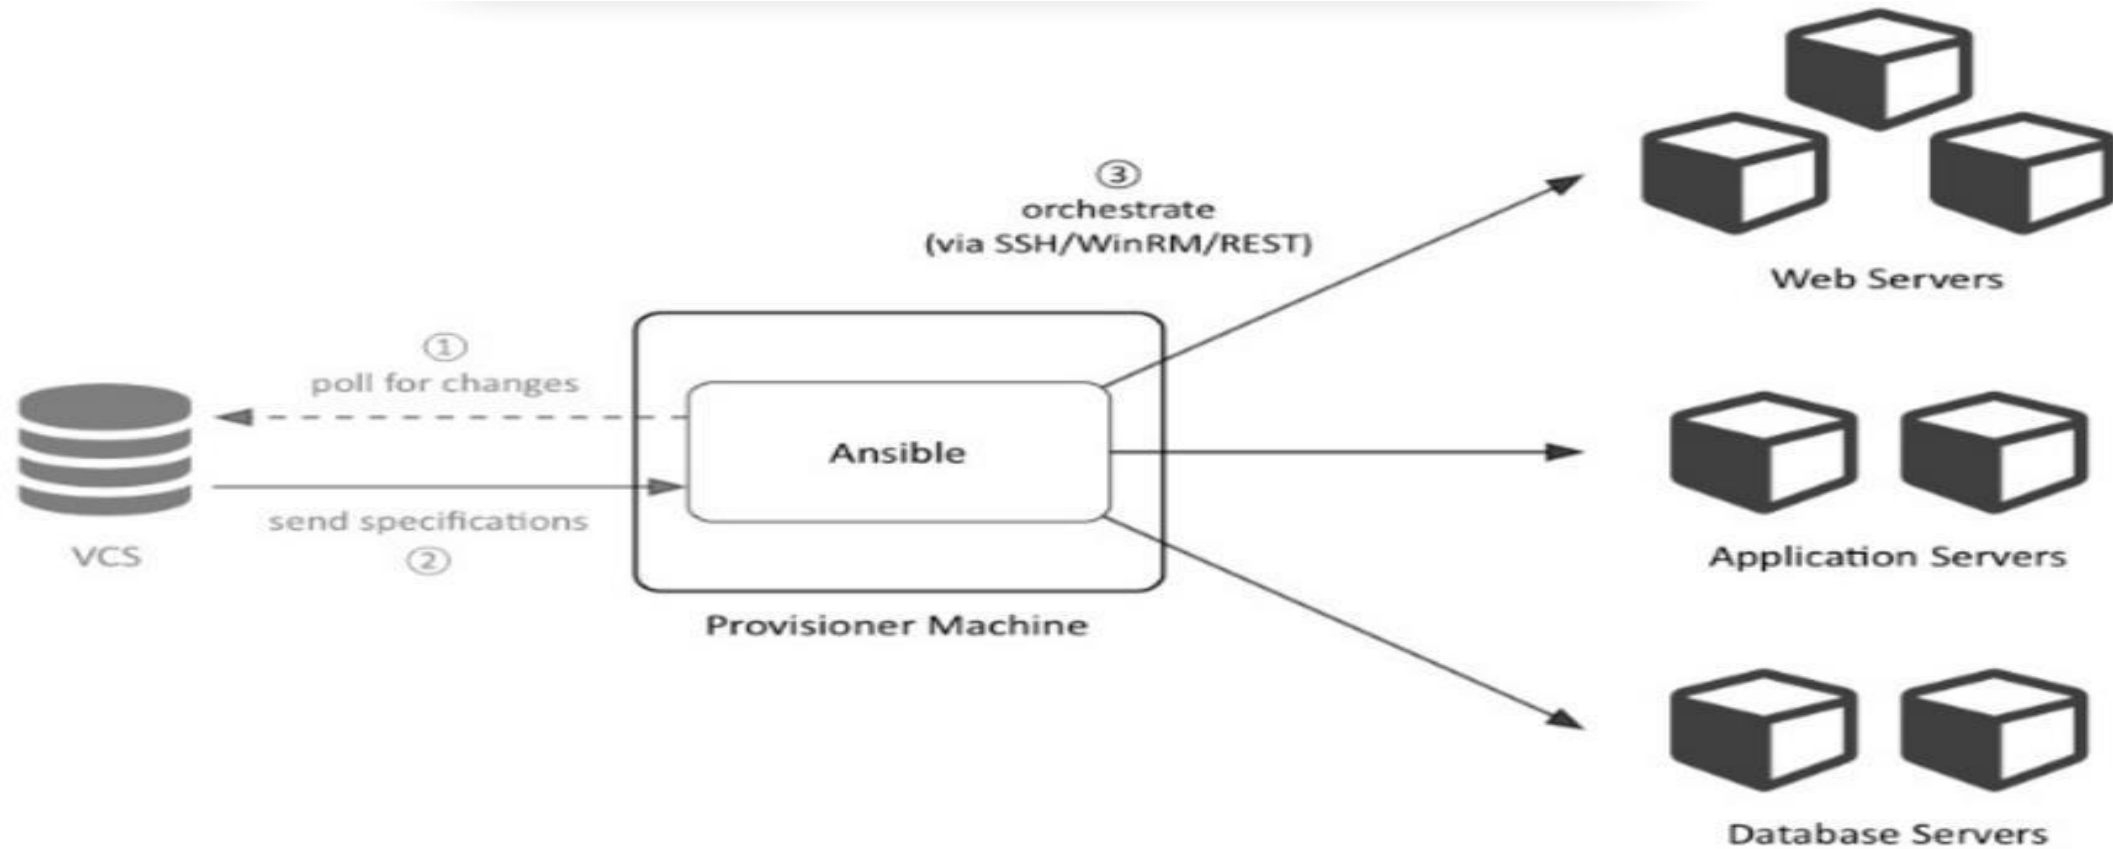 ③
orchestrate
(via SSH/WinRM/REST)
Web Servers
①
poll for changes
Ansible
send specifications
②
VCS
Application Servers
Provisioner Machine
Database Servers